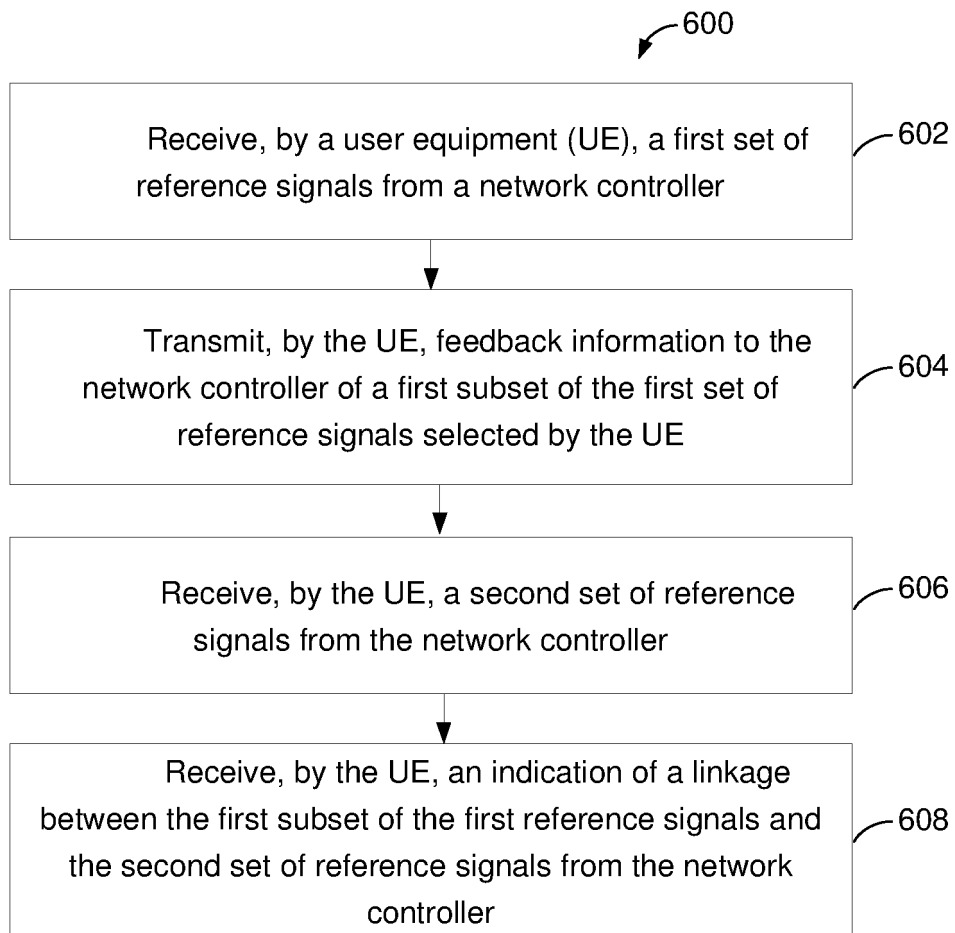 600
Receive, by a user equipment (UE), a first set of
reference signals from a network controller
602
Transmit, by the UE, feedback information to the
network controller of a first subset of the first set of
reference signals selected by the UE
604
Receive, by the UE, a second set of reference
signals from the network controller
606
Receive, by the UE, an indication of a linkage
between the first subset of the first reference signals and
the second set of reference signals from the network
controller
608